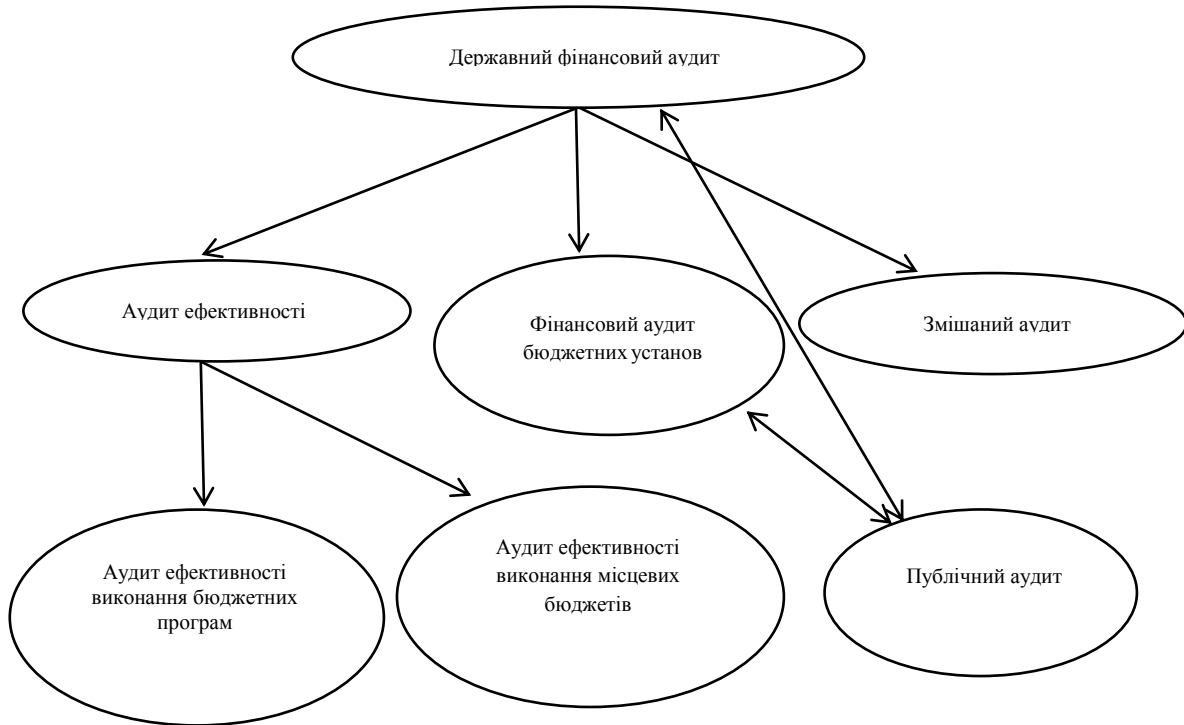 Державний фінансовий аудит
Аудит ефективності
Фінансовий аудит
бюджетних установ
Змішаний аудит
Аудит ефективності
виконання бюджетних
програм
Аудит ефективності
виконання місцевих
бюджетів
Публічний аудит